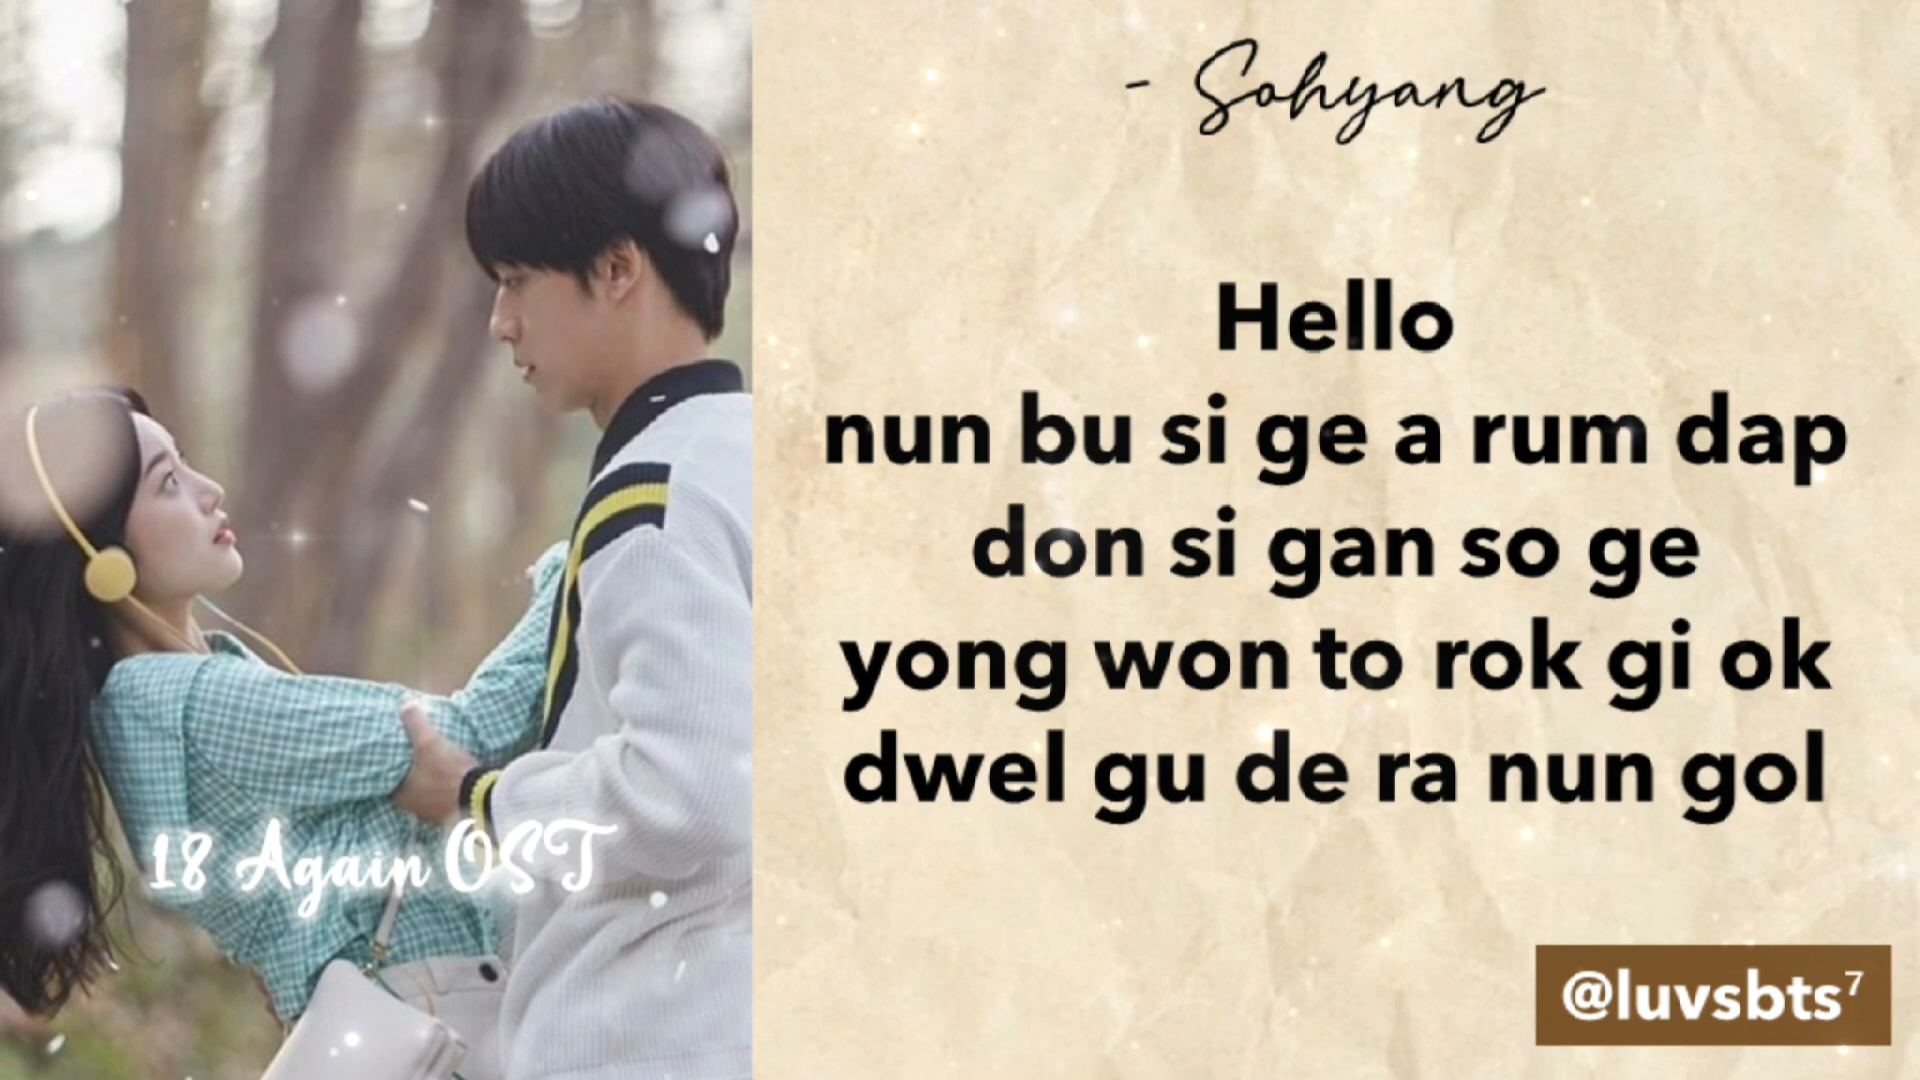 - Sohyang
Hello
nun bu si ge a rum dap
don si gan so ge
yong won to rok gi ok
dwel gu de ra nun gol
18 Again OST
@luvsbts⁷